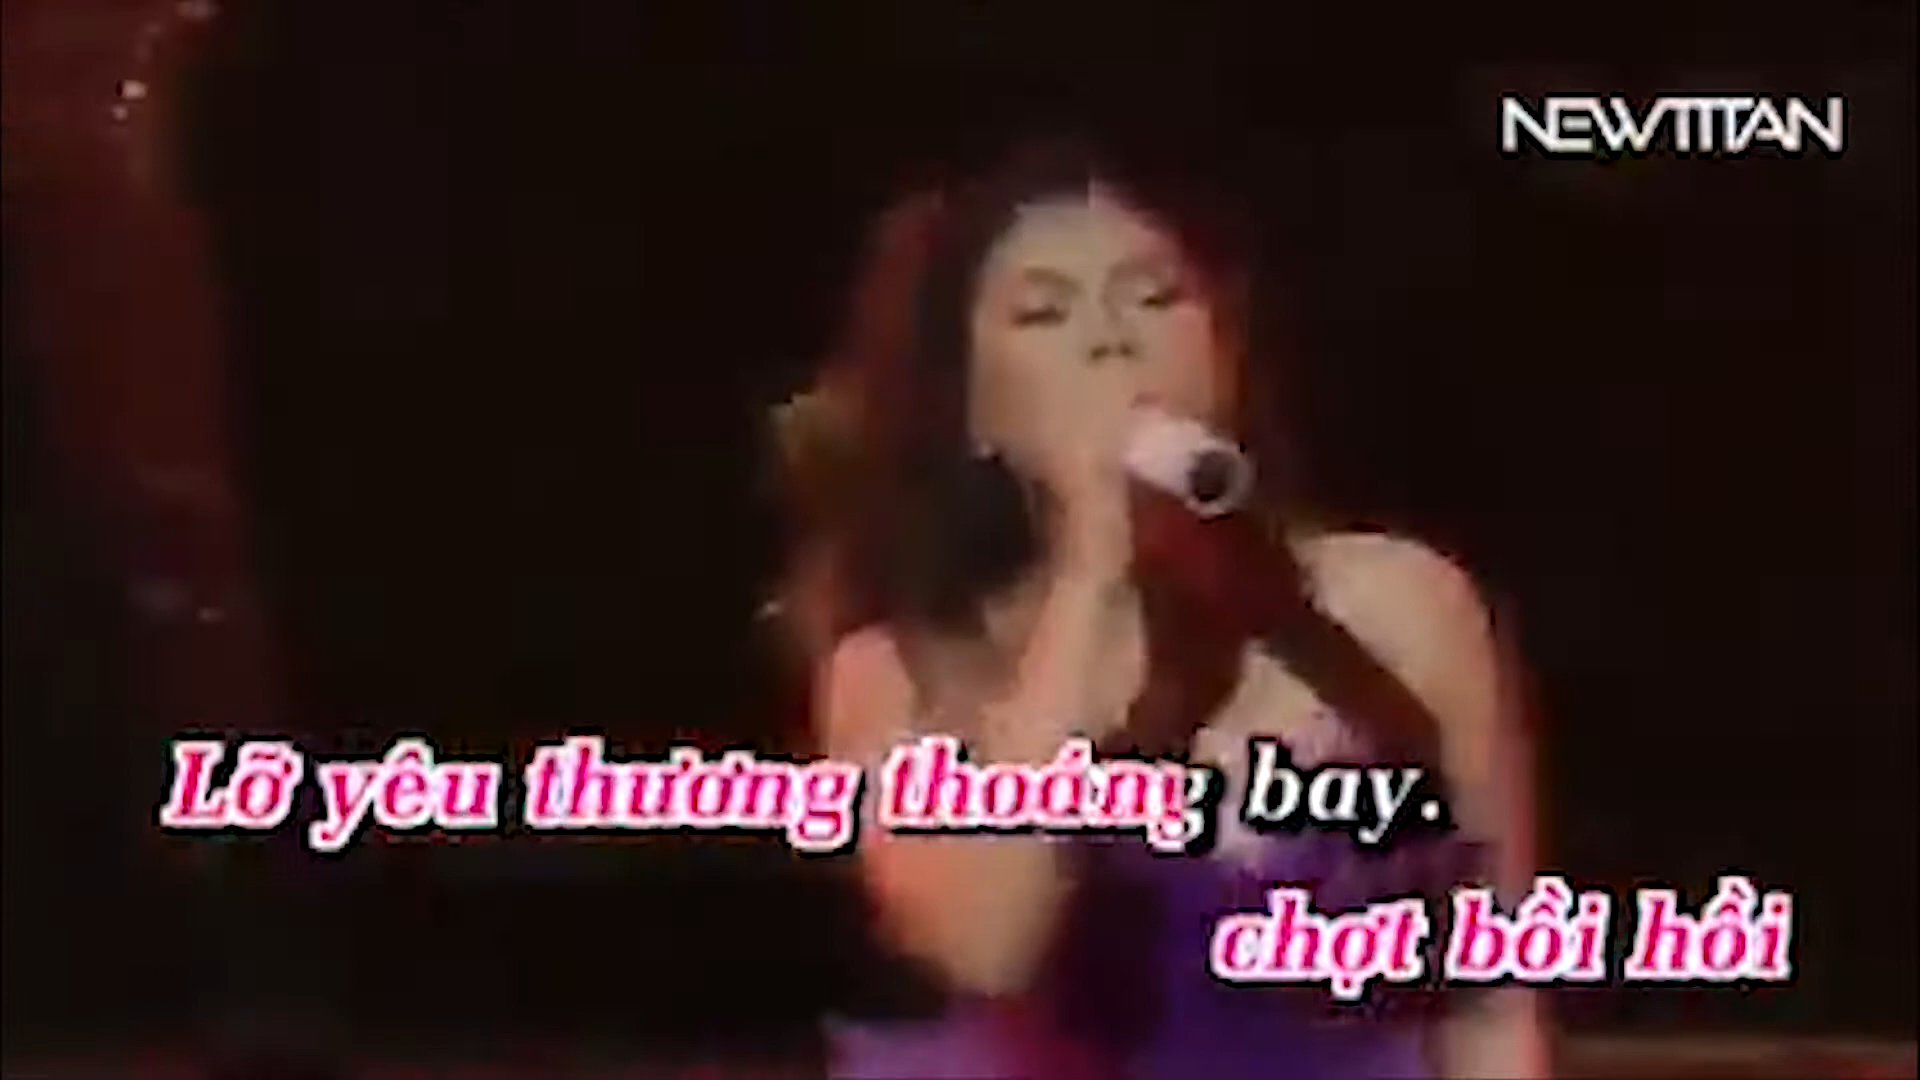 NEWTITAN
Lỡ yêu thương thoáng bay.
chợt bồi hồi